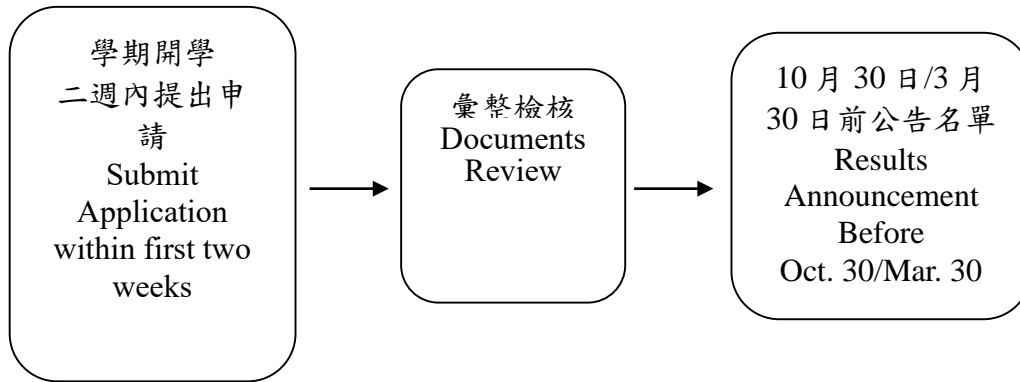 學期開學
二週內提出申
請
Submit
Application
within first two
weeks
彙整檢核
Documents
Review
10 月 30 日/3 月
30 日前公告名單
Results
Announcement
Before
Oct. 30/Mar. 30